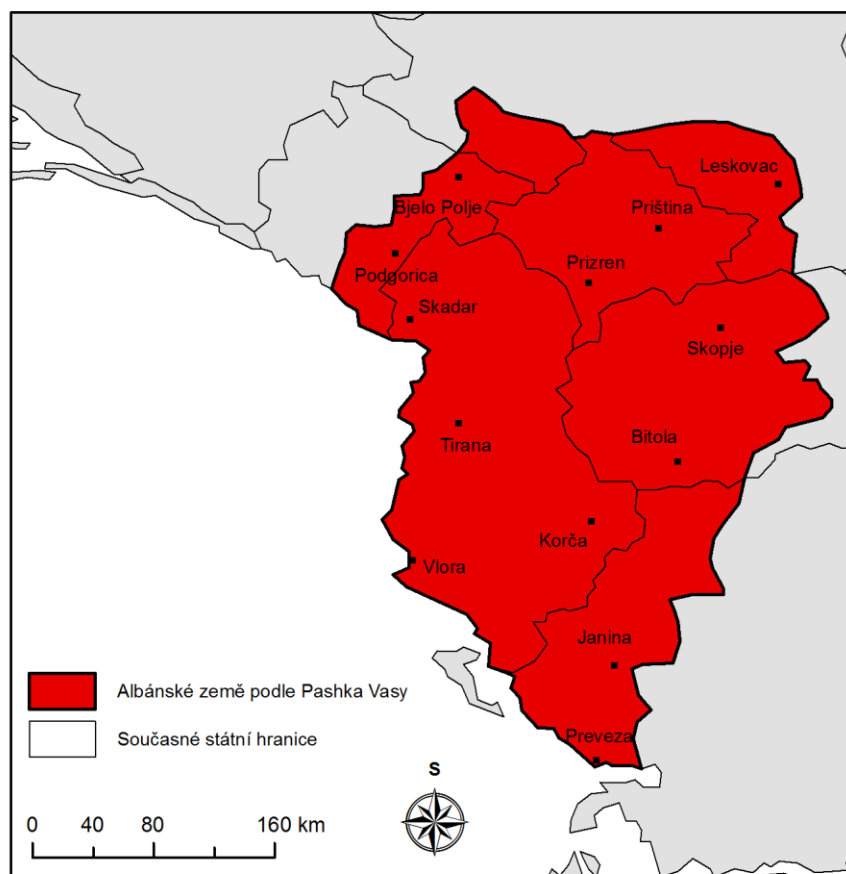 Leskovac
Bjelo Polje
Priština
Podgorica
Prizren
Skadar
Skopje
Tirana
Bitola
Korča
Vlora
Janina
Albánské země podle Pashka Vasy
Současné státní hranice
Preveza
S
0 40 80 160 km